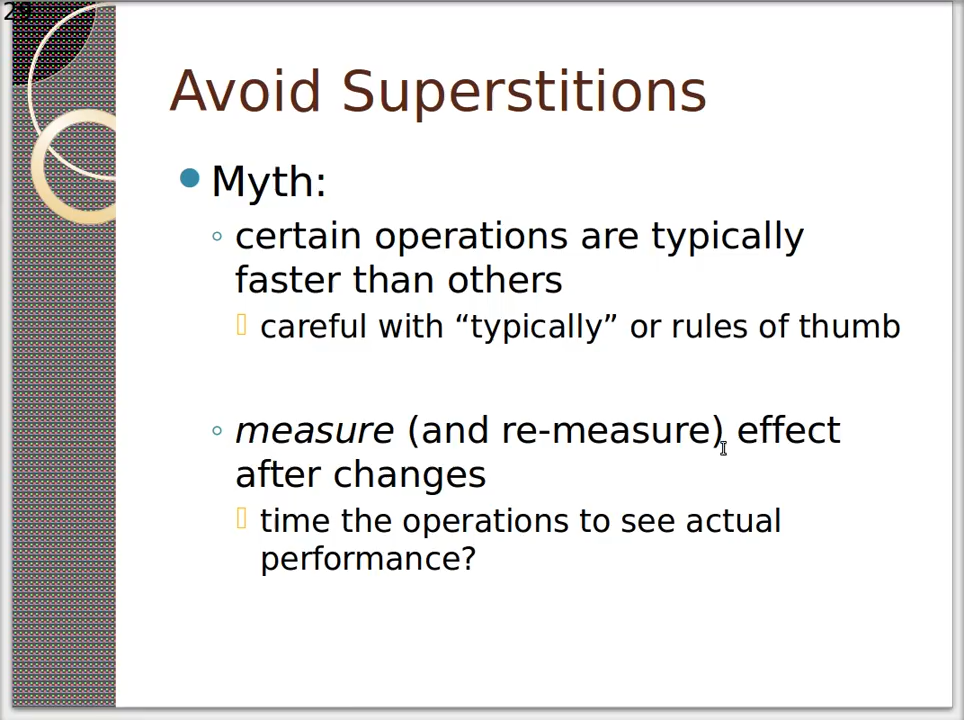 29
Avoid Superstitions
Myth:
certain operations are typically
faster than others
careful with “typically” or rules of thumb
measure (and re-measure) effect
after changes
time the operations to see actual
performance?